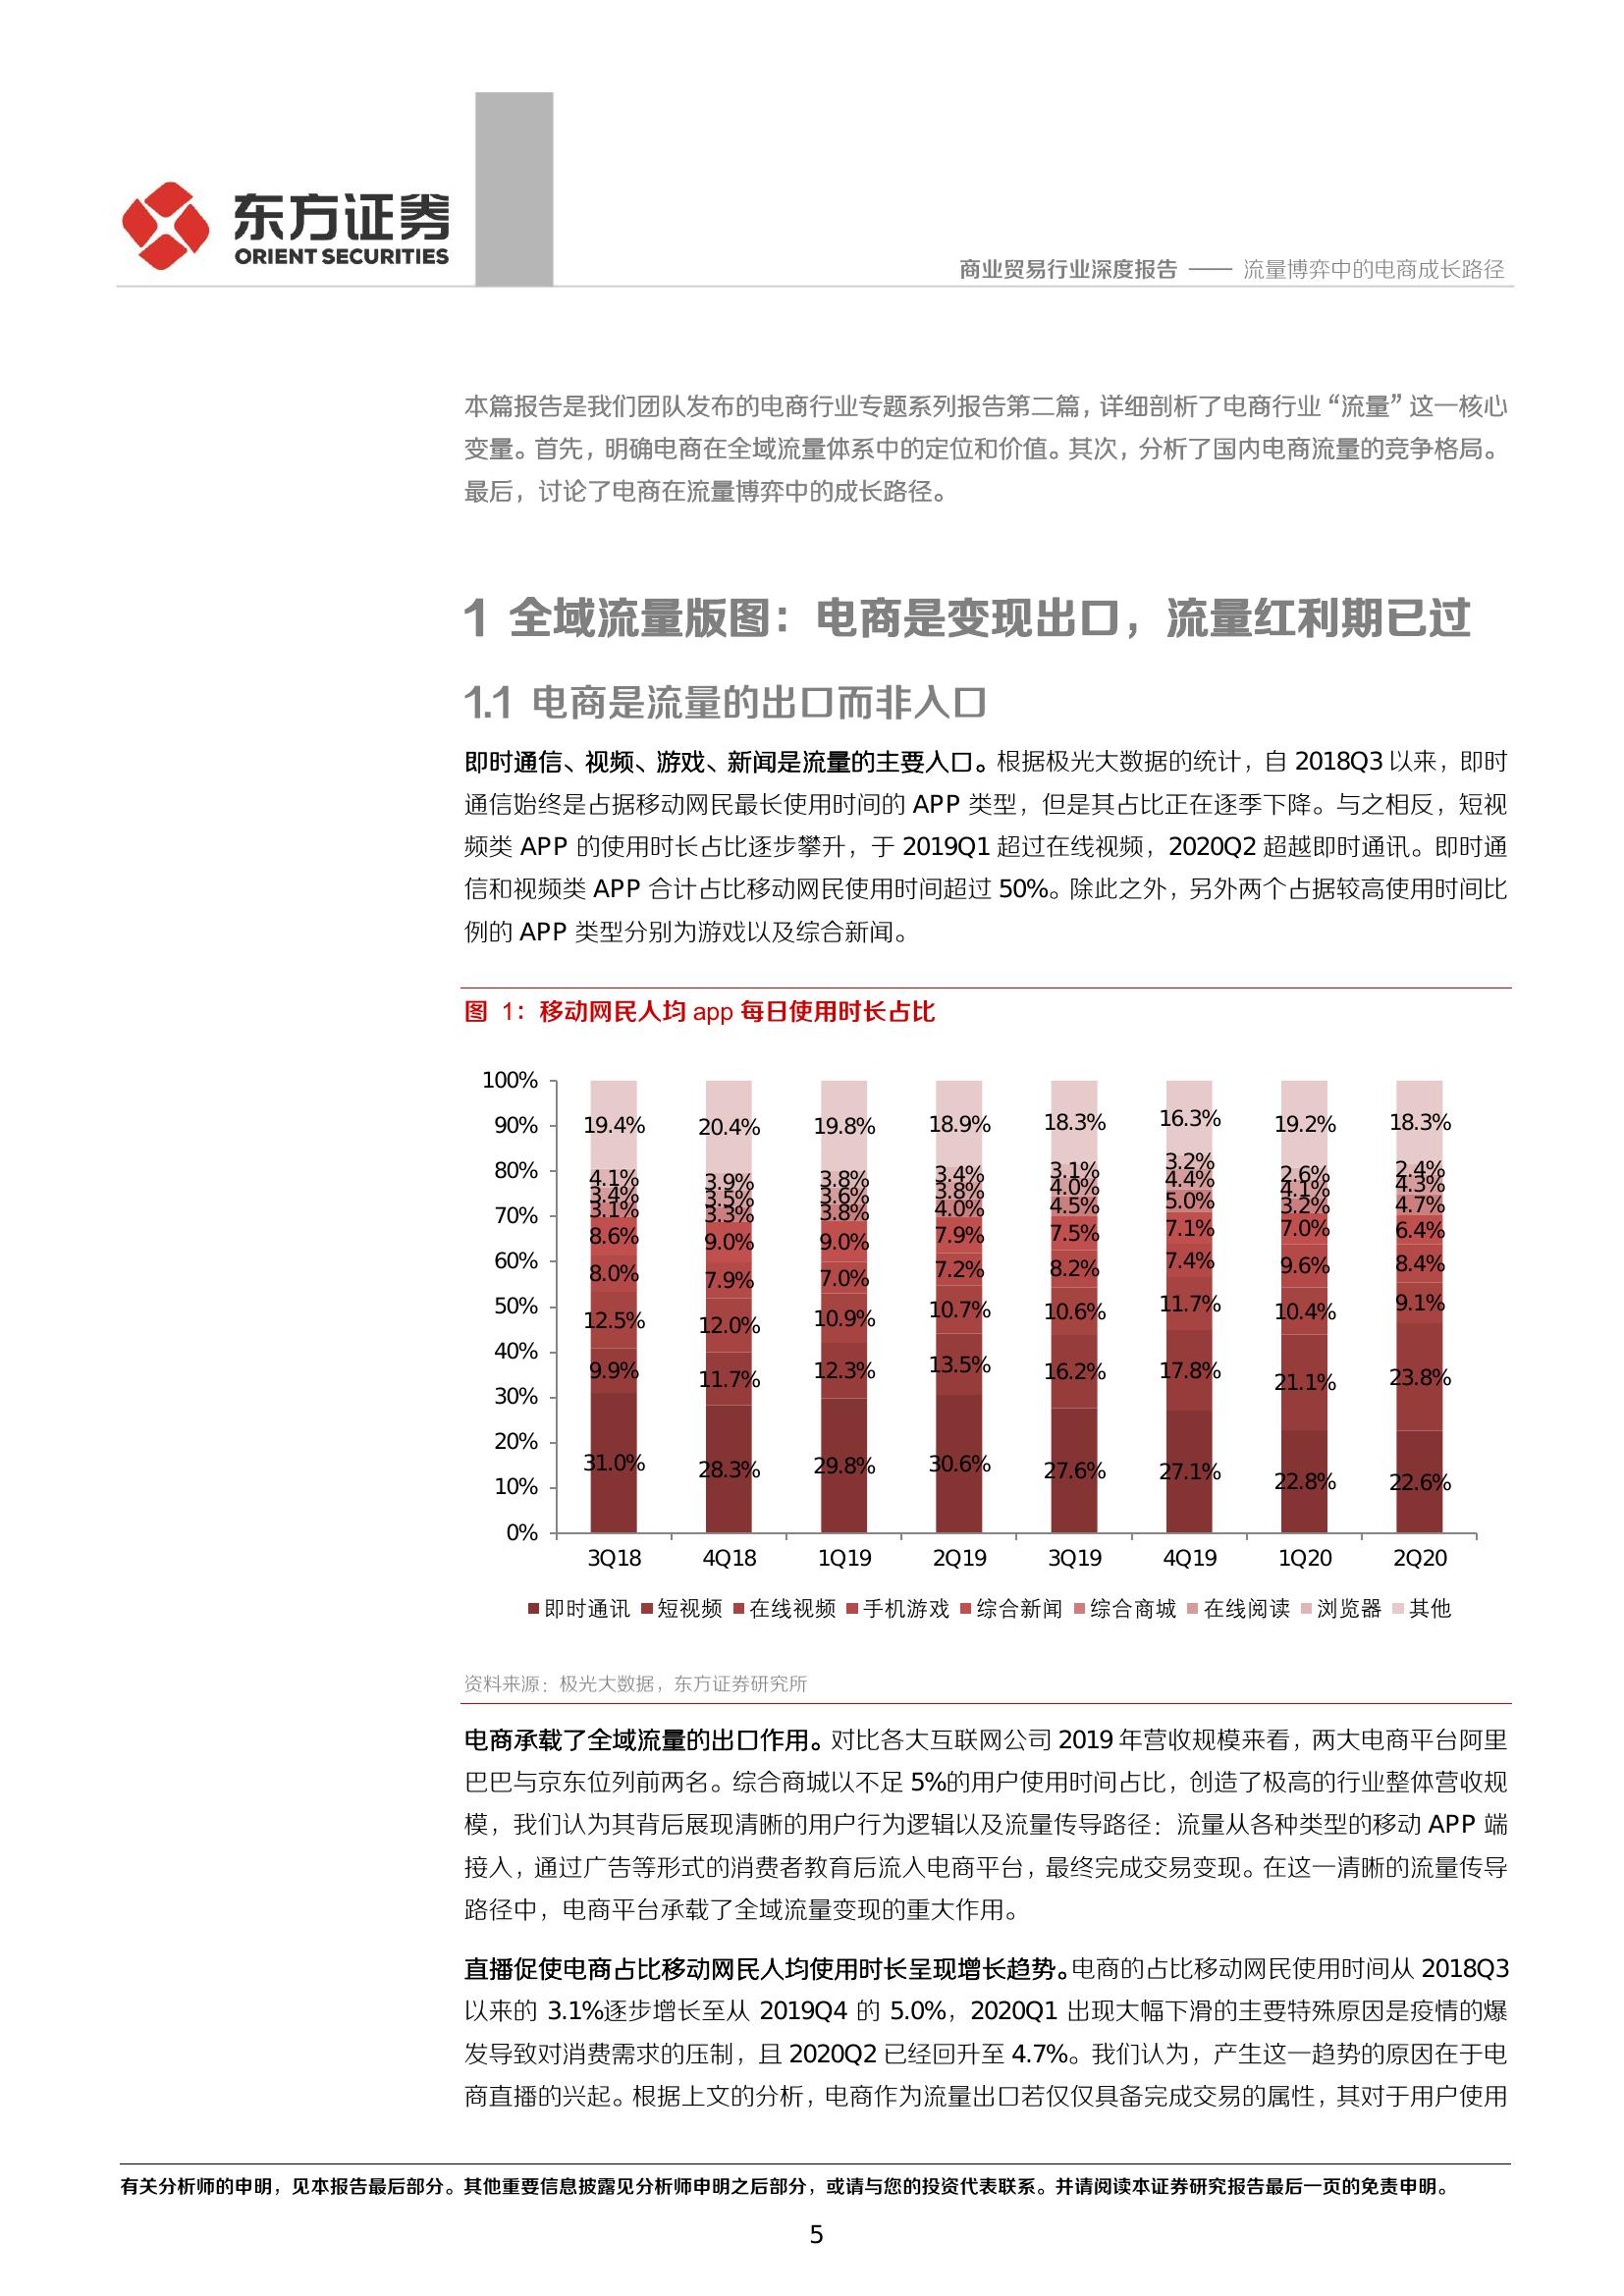 东方证券
ORIENT SECURITIES
商业贸易行业深度报告 —— 流量博弈中的电商成长路径
本篇报告是我们团队发布的电商行业专题系列报告第二篇，详细剖析了电商行业“流量”这一核心
变量。首先，明确电商在全域流量体系中的定位和价值。其次，分析了国内电商流量的竞争格局。
最后，讨论了电商在流量博弈中的成长路径。
1 全域流量版图：电商是变现出口，流量红利期已过
1.1 电商是流量的出口而非入口
即时通信、视频、游戏、新闻是流量的主要入口。根据极光大数据的统计，自 2018Q3 以来，即时
通信始终是占据移动网民最长使用时间的 APP 类型，但是其占比正在逐季下降。与之相反，短视
频类 APP 的使用时长占比逐步攀升，于 2019Q1 超过在线视频，2020Q2 超越即时通讯。即时通
信和视频类 APP 合计占比移动网民使用时间超过 50%。除此之外，另外两个占据较高使用时间比
例的 APP 类型分别为游戏以及综合新闻。
图 1：移动网民人均 app 每日使用时长占比
100%
90%
80%
70%
60%
50%
40%
30%
20%
10%
0%
19.4% 20.4% 19.8% 18.9% 18.3% 16.3% 19.2% 18.3%
4.1% 3.9% 3.8% 3.4% 3.1% 3.2% 2.6% 2.4%
3.4% 3.5% 3.6% 3.8% 4.0% 4.4% 4.1% 4.3%
3.1% 3.3% 3.8% 4.0% 4.5% 5.0% 3.2% 4.7%
8.6% 9.0% 9.0% 7.9% 7.5% 7.1% 7.0% 6.4%
8.0% 7.9% 7.0% 7.2% 8.2% 7.4% 9.6% 8.4%
12.5% 12.0% 10.9% 10.7% 10.6% 11.7% 10.4% 9.1%
9.9% 11.7% 12.3% 13.5% 16.2% 17.8% 21.1% 23.8%
31.0% 28.3% 29.8% 30.6% 27.6% 27.1% 22.8% 22.6%
3Q18 4Q18 1Q19 2Q19 3Q19 4Q19 1Q20 2Q20
即时通讯 短视频 在线视频 手机游戏 综合新闻 综合商城 在线阅读 浏览器 其他
资料来源：极光大数据，东方证券研究所
电商承载了全域流量的出口作用。对比各大互联网公司 2019 年营收规模来看，两大电商平台阿里
巴巴与京东位列前两名。综合商城以不足 5%的用户使用时间占比，创造了极高的行业整体营收规
模，我们认为其背后展现清晰的用户行为逻辑以及流量传导路径：流量从各种类型的移动 APP 端
接入，通过广告等形式的消费者教育后流入电商平台，最终完成交易变现。在这一清晰的流量传导
路径中，电商平台承载了全域流量变现的重大作用。
直播促使电商占比移动网民人均使用时长呈现增长趋势。电商的占比移动网民使用时间从 2018Q3
以来的 3.1%逐步增长至从 2019Q4 的 5.0%，2020Q1 出现大幅下滑的主要特殊原因是疫情的爆
发导致对消费需求的压制，且 2020Q2 已经回升至 4.7%。我们认为，产生这一趋势的原因在于电
商直播的兴起。根据上文的分析，电商作为流量出口若仅仅具备完成交易的属性，其对于用户使用
有关分析师的申明，见本报告最后部分。其他重要信息披露见分析师申明之后部分，或请与您的投资代表联系。并请阅读本证券研究报告最后一页的免责申明。
5